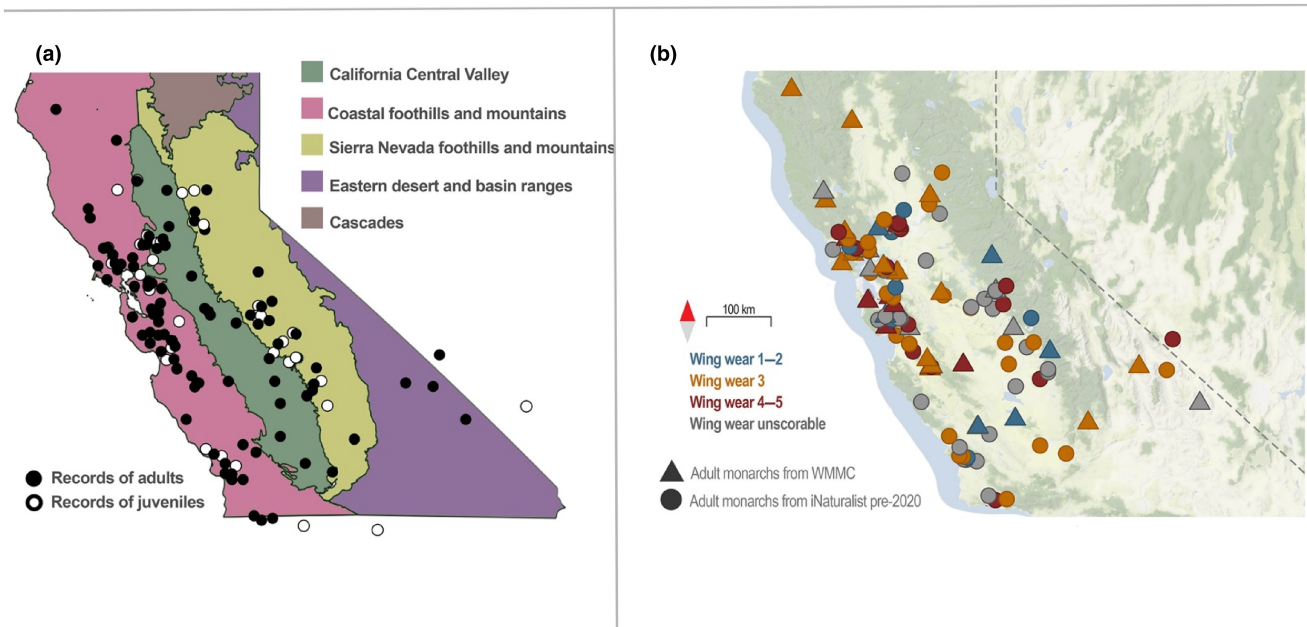 (a)
California Central Valley
Coastal foothills and mountains
Sierra Nevada foothills and mountains
Eastern desert and basin ranges
Cascades
Records of adults
Records of juveniles
(b)
100 km
Wing wear 1–2
Wing wear 3
Wing wear 4–5
Wing wear unscorable
Adult monarchs from WMMC
Adult monarchs from iNaturalist pre-2020